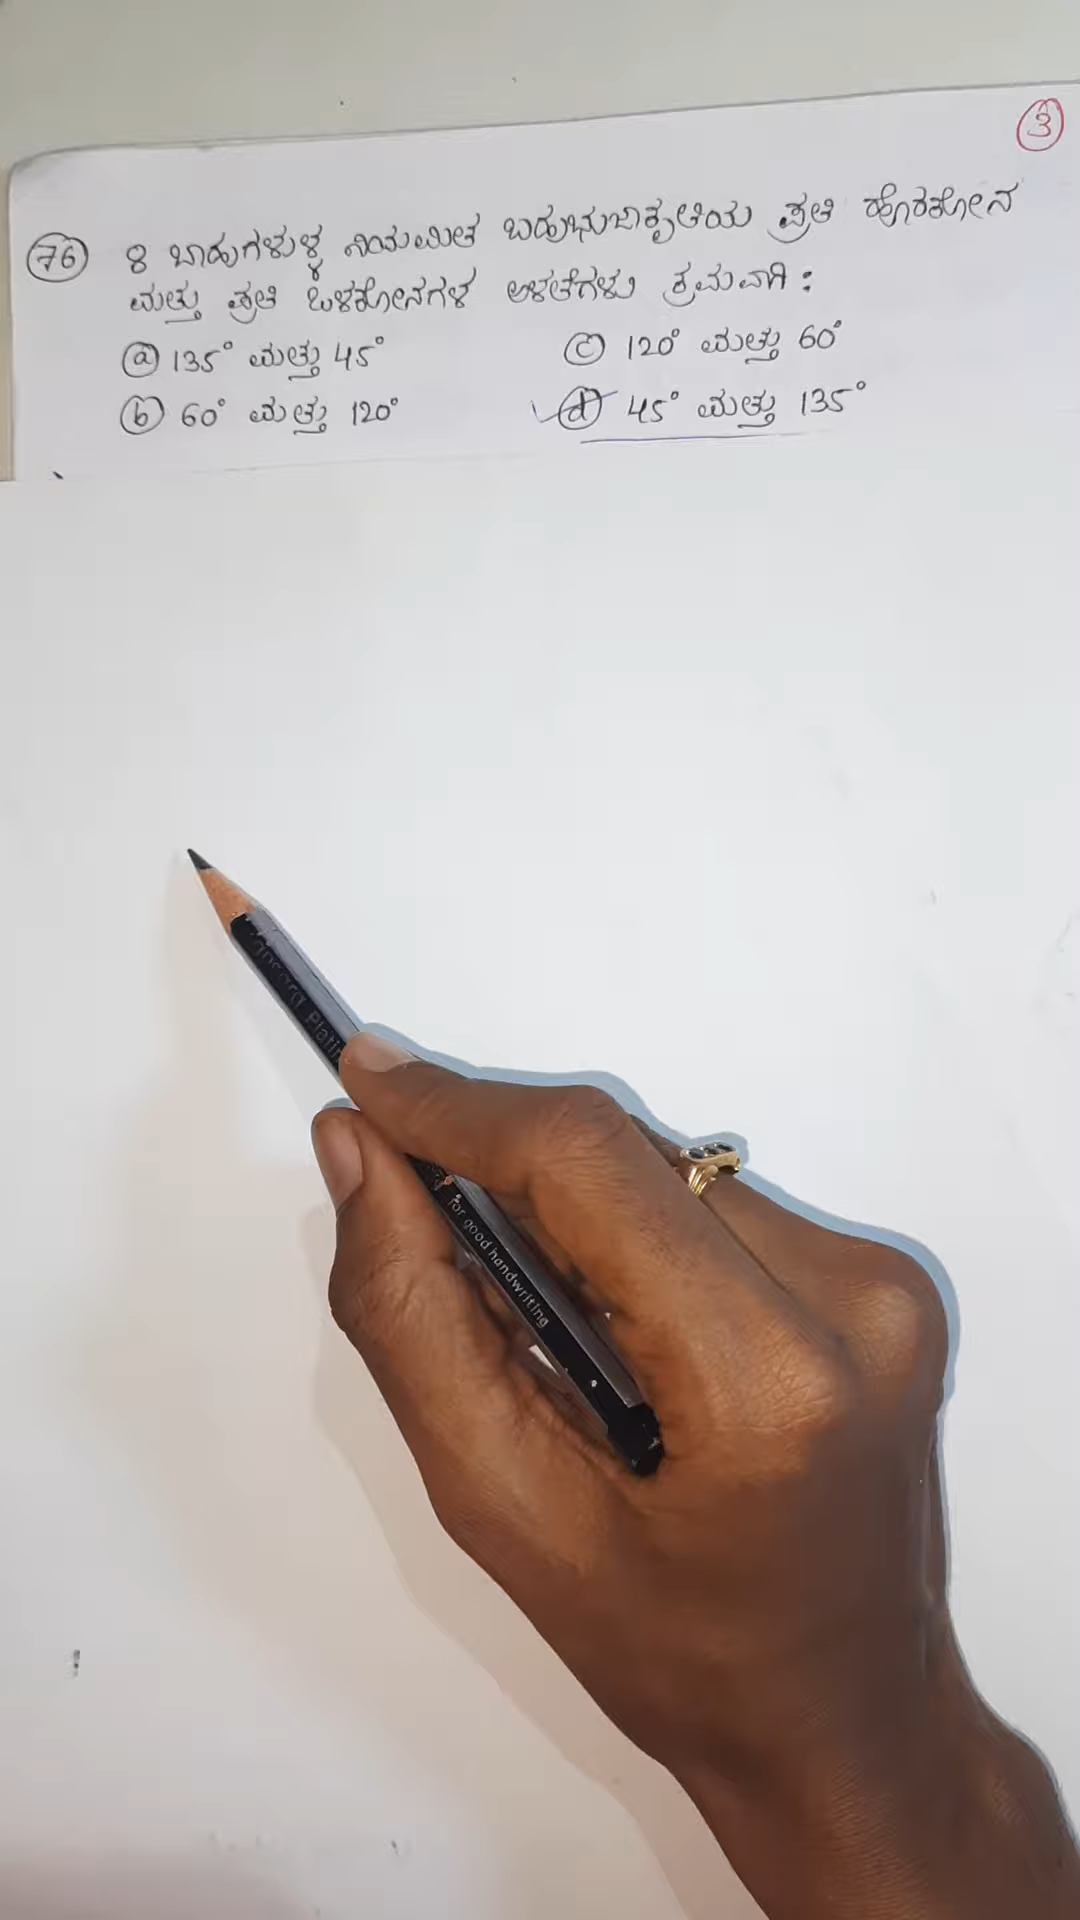 3
76 8 ಬಾಹುಗಳುಳ್ಳ ನಿಯಮಿತ ಬಹುಭುಜಾಕೃತಿಯ ಪ್ರತಿ ಹೊರಕೋನ
ಮತ್ತು ಪ್ರತಿ ಒಳಕೋನಗಳ ಅಳತೆಗಳು ಕ್ರಮವಾಗಿ :
a 135° ಮತ್ತು 45° c 120° ಮತ್ತು 60°
b 60° ಮತ್ತು 120° d 45° ಮತ್ತು 135°
Platin
for good handwriting